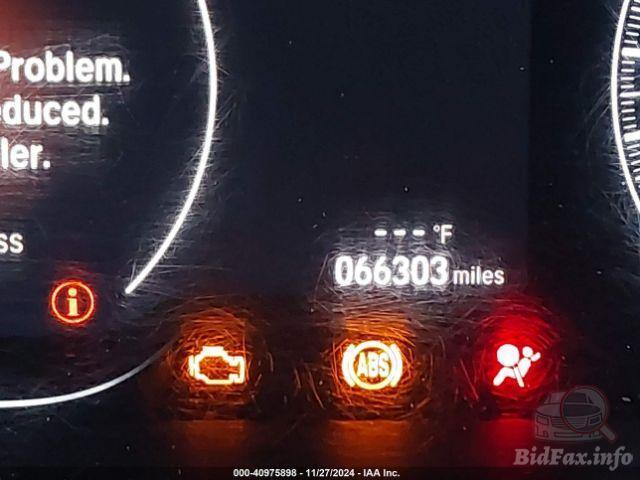 Problem.
educed.
ler.
ss
--- °F
066303 miles
i
ABS
BidFax.info
000-40975898 - 11/27/2024 - IAA Inc.